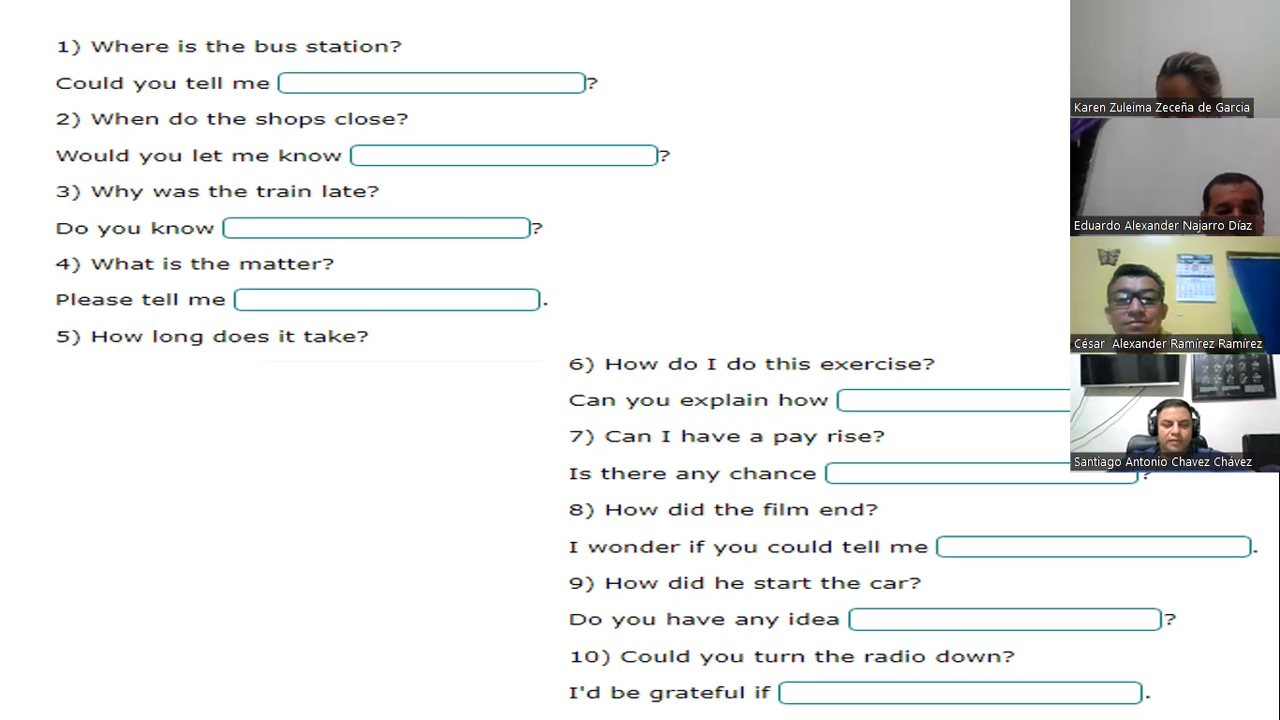 1) Where is the bus station?
Could you tell me ?
2) When do the shops close?
Would you let me know ?
3) Why was the train late?
Do you know ?
4) What is the matter?
Please tell me .
5) How long does it take?
6) How do I do this exercise?
Can you explain how
7) Can I have a pay rise?
Is there any chance ?
8) How did the film end?
I wonder if you could tell me .
9) How did he start the car?
Do you have any idea ?
10) Could you turn the radio down?
I'd be grateful if .
Karen Zuleima Zeceña de Garcia
Eduardo Alexander Najarro Díaz
César Alexander Ramírez Ramírez
Santiago Antonio Chavez Chávez